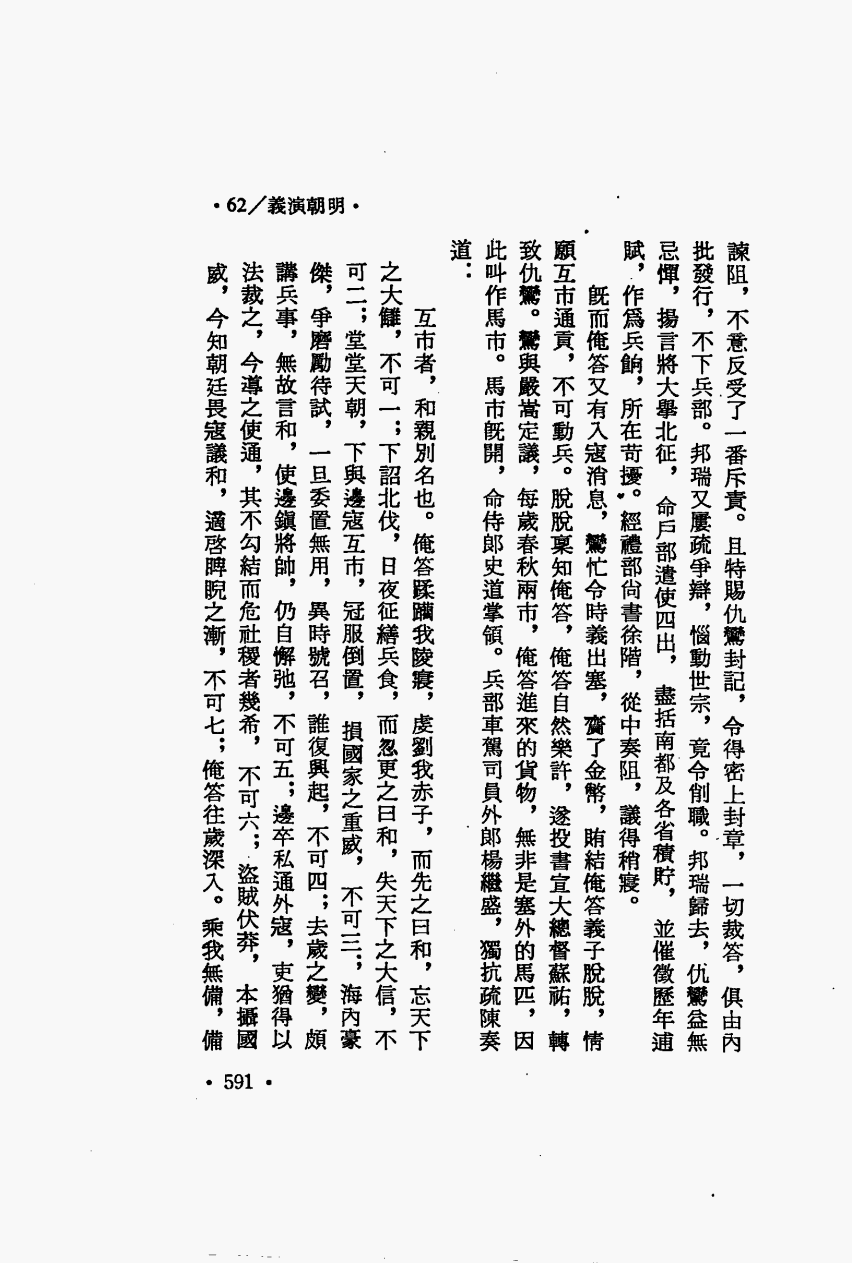 ·62/義演朝明·
諫阻，不意反受了一番斥責。且特賜仇鸞封記，令得密上封章，一切裁答，俱由內
批發行，不下兵部。邦瑞又屢疏爭辯，惱動世宗，竟令削職。邦瑞歸去，仇鸞益無
忌憚，揚言將大舉北征，命戶部遣使四出，盡括南都及各省積貯，並催徵歷年逋
賦，作爲兵餉，所在苛擾。經禮部尚書徐階，從中奏阻，議得稍寢。
既而俺答又有入寇消息，鸞忙令時義出塞，齎了金幣，賄結俺答義子脫脫，情
願互市通貢，不可動兵。脫脫稟知俺答，俺答自然樂許，遂投書宣大總督蘇祐，轉
致仇鸞。鸞與嚴嵩定議，每歲春秋兩市，俺答進來的貨物，無非是塞外的馬匹，因
此叫作馬市。馬市既開，命侍郎史道掌領。兵部車駕司員外郎楊繼盛，獨抗疏陳奏
道：
互市者，和親別名也。俺答蹂躪我陵寢，虔劉我赤子，而先之曰和，忘天下
之大讎，不可一；下詔北伐，日夜征繕兵食，而忽更之曰和，失天下之大信，不
可二；堂堂天朝，下與邊寇互市，冠服倒置，損國家之重威，不可三；海內豪
傑，爭磨勵待試，一旦委置無用，異時號召，誰復興起，不可四；去歲之變，頗
講兵事，無故言和，使邊鎭將帥，仍自懈弛，不可五；邊卒私通外寇，吏猶得以
法裁之，今導之使通，其不勾結而危社稷者幾希，不可六；盜賊伏莽，本攝國
威，今知朝廷畏寇議和，適啓睥睨之漸，不可七；俺答往歲深入。乘我無備，備
·591·